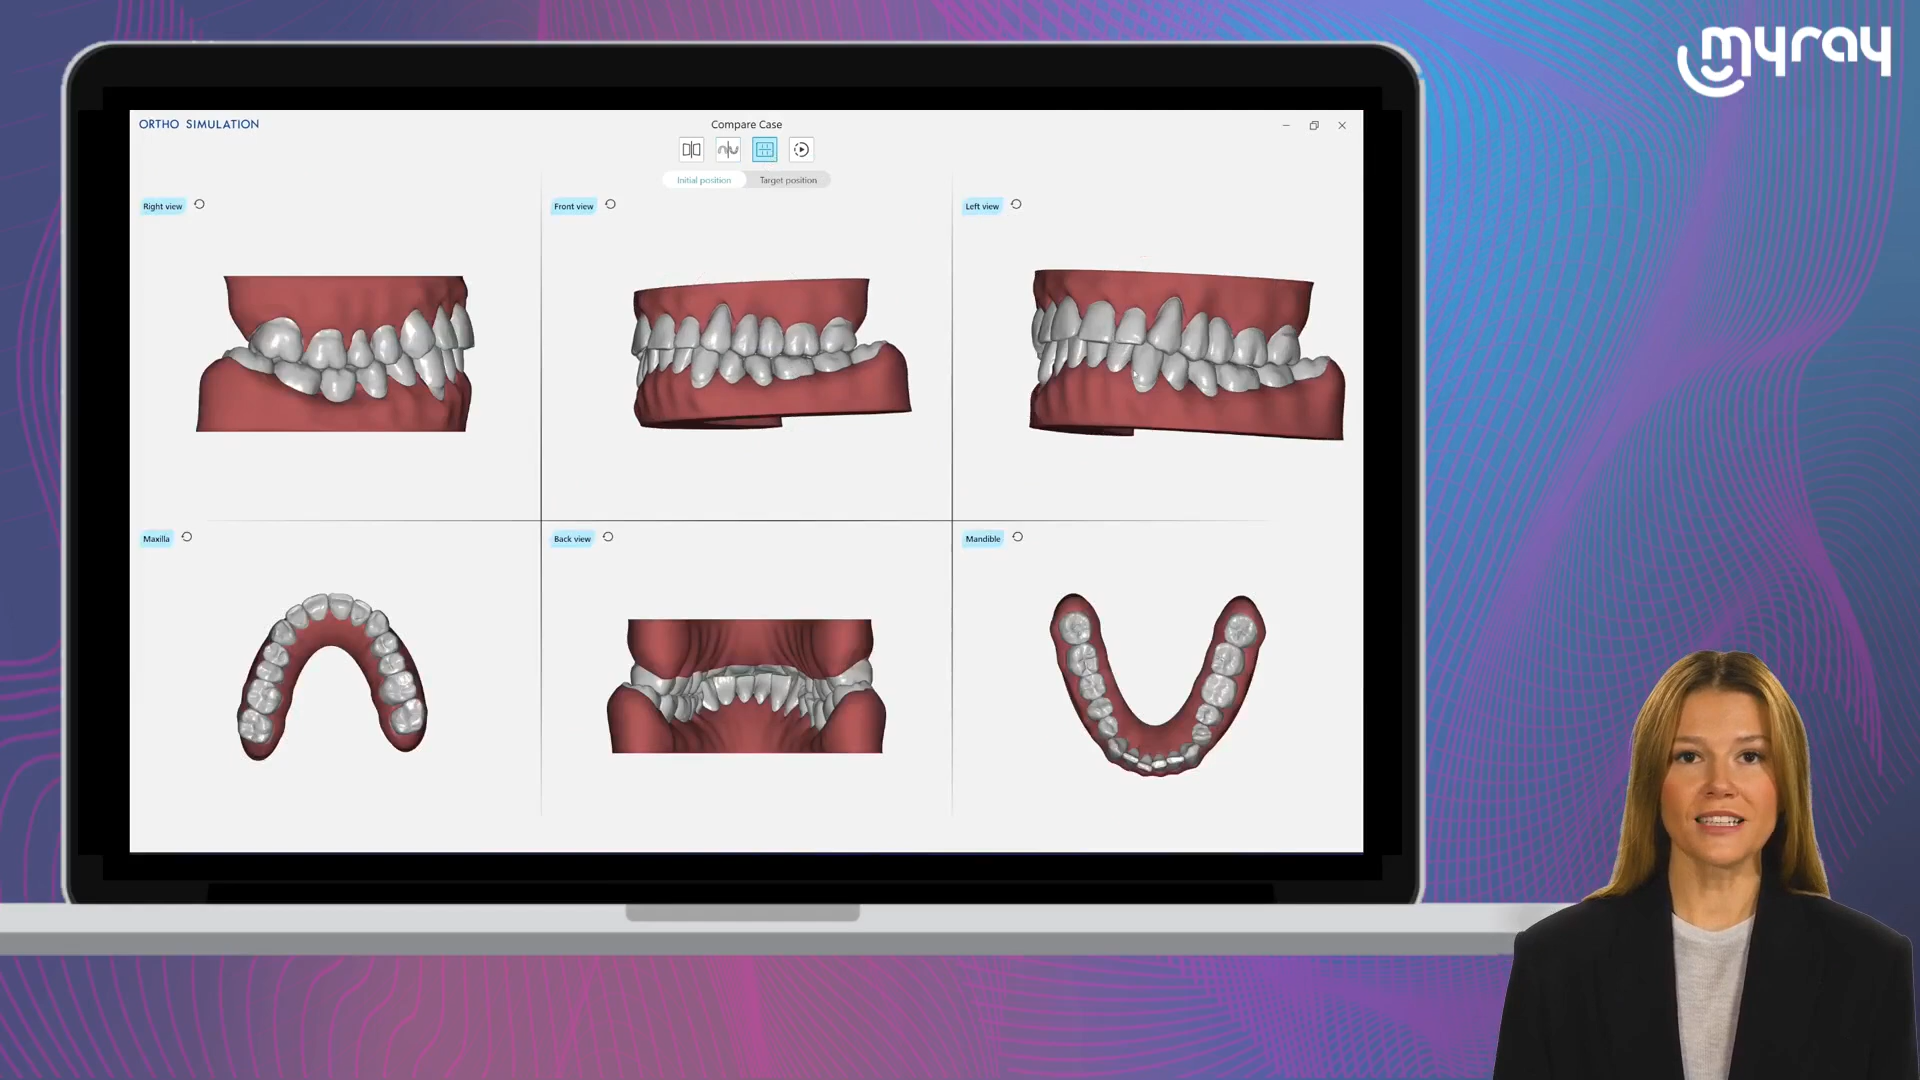 myray
ORTHO SIMULATION
Compare Case
Initial position
Target position
Right view
Front view
Left view
Maxilla
Back view
Mandible